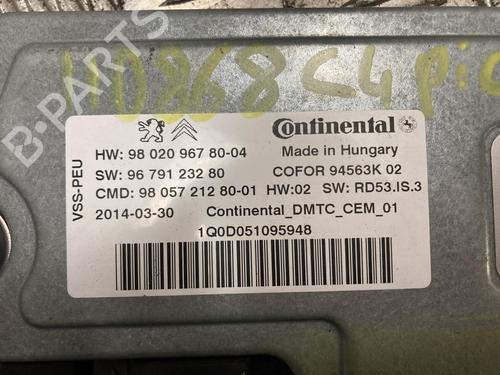 B-PARTS
HD868 C4 pic
Continental
HW: 98 020 967 80-04
Made in Hungary
SW: 96 791 232 80
COFOR 94563K 02
CMD: 98 057 212 80-01
HW:02 SW: RD53.IS.3
2014-03-30
Continental_DMTC_CEM_01
1Q0D051095948
VSS-PEU